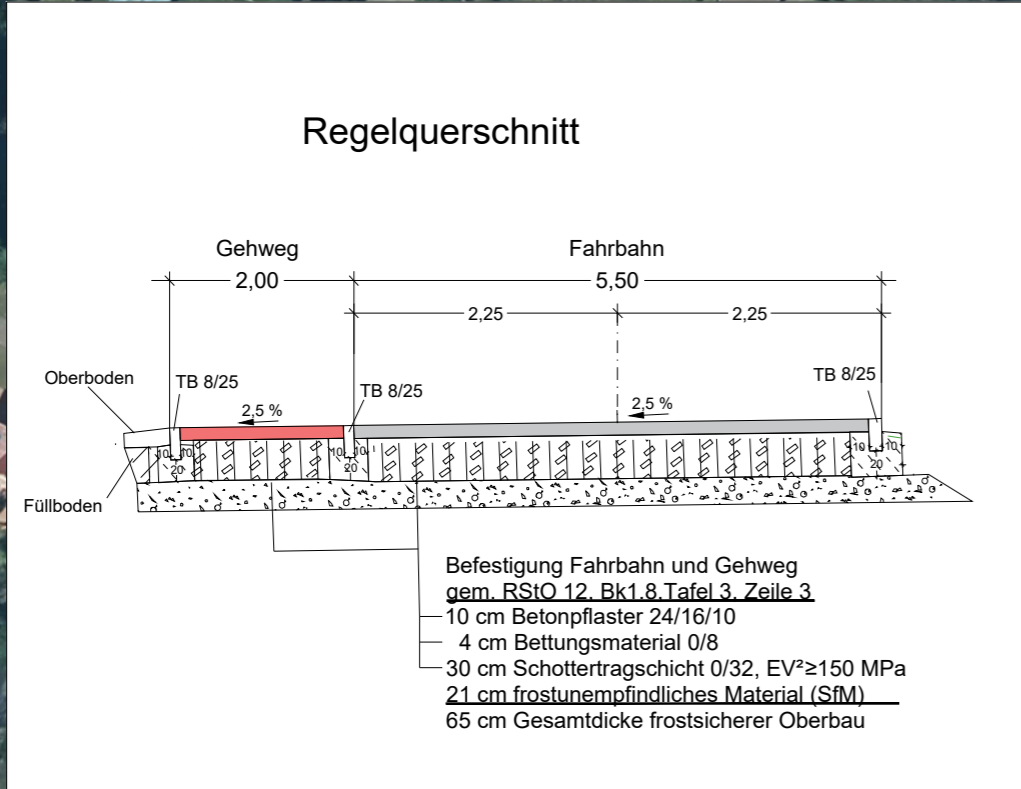 Regelquerschnitt
Gehweg
Fahrbahn
2,00
5,50
2,25
2,25
Oberboden
TB 8/25
TB 8/25
TB 8/25
2,5 %
2,5 %
10
10
20
10
10
20
10
10
20
Füllboden
Befestigung Fahrbahn und Gehweg
gem. RStO 12, Bk1.8,Tafel 3, Zeile 3
10 cm Betonpflaster 24/16/10
4 cm Bettungsmaterial 0/8
30 cm Schottertragschicht 0/32, EV²≥150 MPa
21 cm frostunempfindliches Material (SfM)
65 cm Gesamtdicke frostsicherer Oberbau